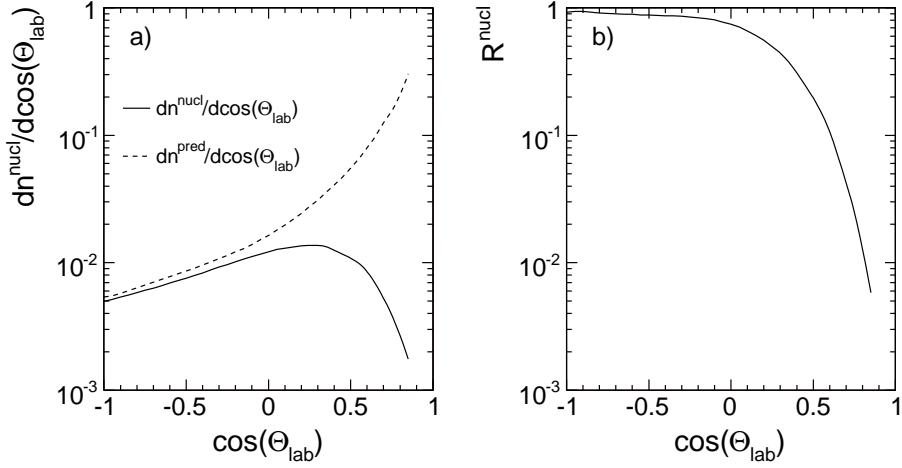 a)
dn^nucl/dcos(Θ_lab)
1
10^-1
10^-2
10^-3
dn^nucl/dcos(Θ_lab)
dn^pred/dcos(Θ_lab)
-1 -0.5 0 0.5 1
cos(Θ_lab)
b)
R^nucl
1
10^-1
10^-2
10^-3
-1 -0.5 0 0.5 1
cos(Θ_lab)